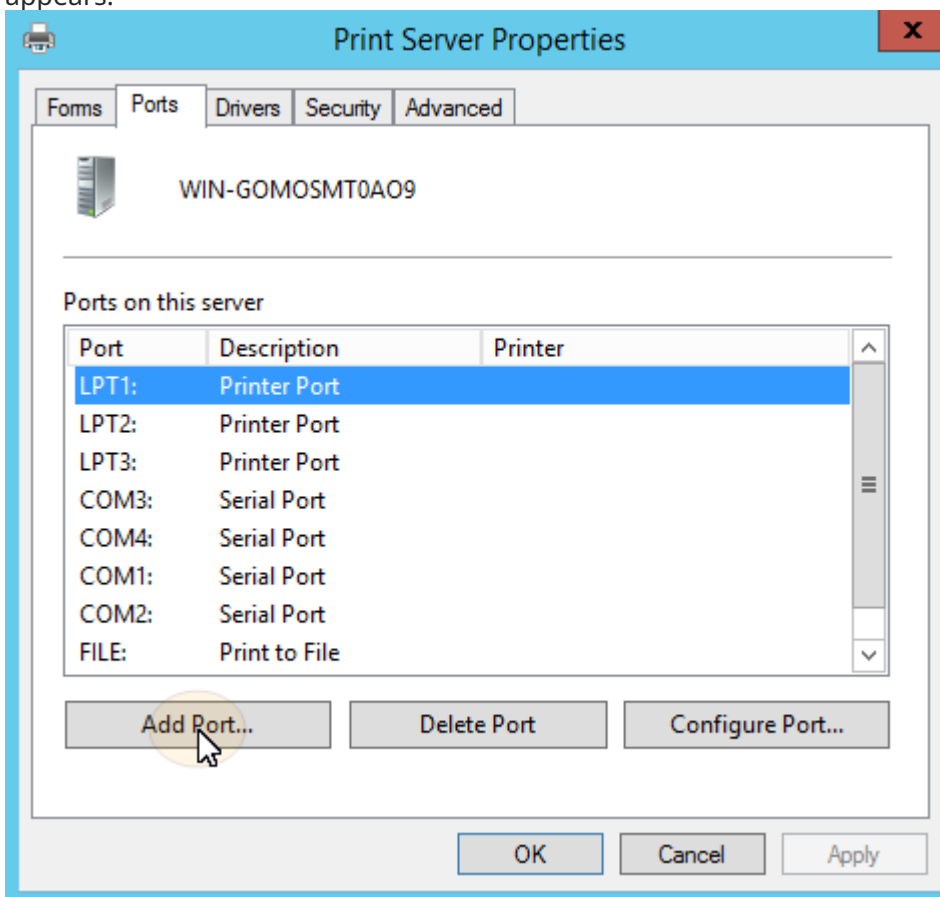 appears.
Print Server Properties
x
Forms Ports Drivers Security Advanced
WIN-GOMOSMT0AO9
Ports on this server
Port Description Printer
LPT1: Printer Port
LPT2: Printer Port
LPT3: Printer Port
COM3: Serial Port
COM4: Serial Port
COM1: Serial Port
COM2: Serial Port
FILE: Print to File
Add Port... Delete Port Configure Port...
OK Cancel Apply